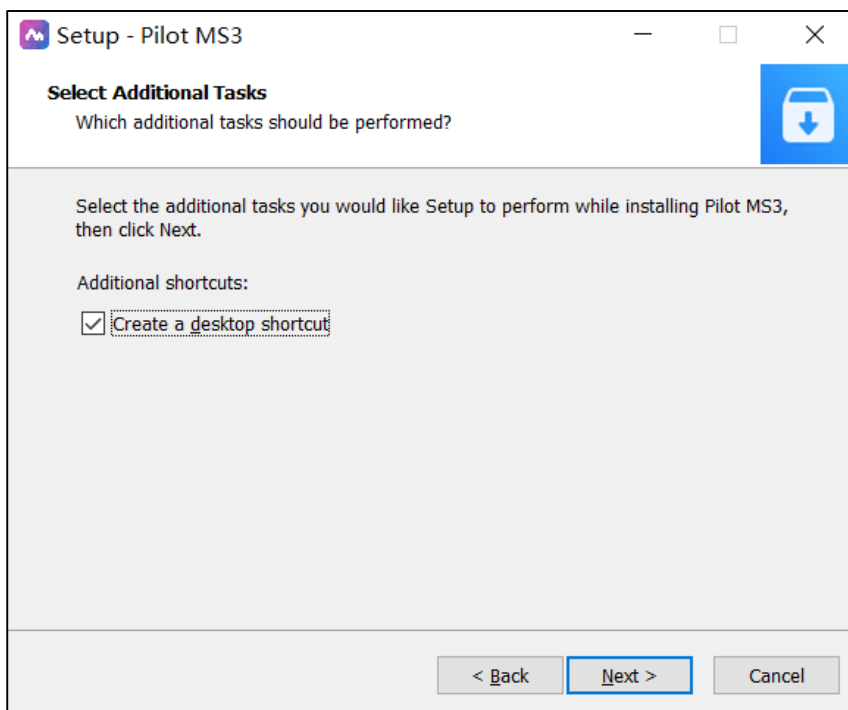 Setup - Pilot MS3
Select Additional Tasks
Which additional tasks should be performed?
Select the additional tasks you would like Setup to perform while installing Pilot MS3,
then click Next.
Additional shortcuts:
Create a desktop shortcut
< Back
Next >
Cancel